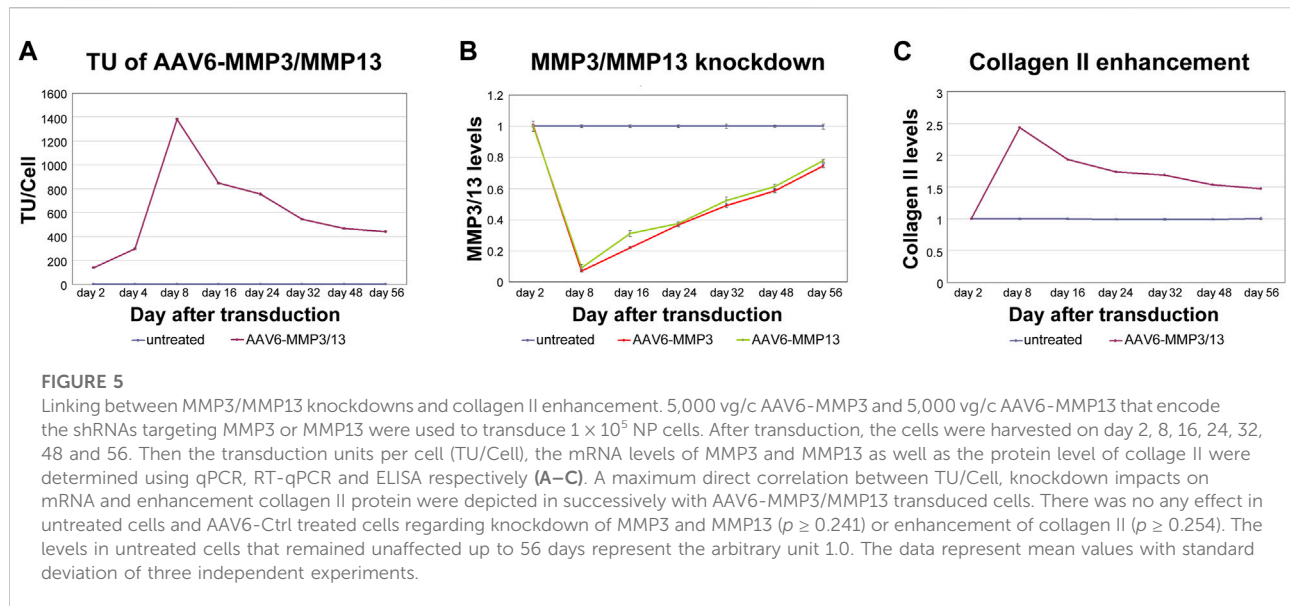 A
TU of AAV6-MMP3/MMP13
1600
1400
1200
1000
800
600
400
200
0
TU/Cell
day 2 day 4 day 8 day 16 day 24 day 32 day 48 day 56
Day after transduction
untreated AAV6-MMP3/13
B
MMP3/MMP13 knockdown
1.2
1
0.8
0.6
0.4
0.2
0
MMP3/13 levels
day 2 day 8 day 16 day 24 day 32 day 48 day 56
Day after transduction
untreated AAV6-MMP3 AAV6-MMP13
C
Collagen II enhancement
3
2.5
2
1.5
1
0.5
0
Collagen II levels
day 2 day 8 day 16 day 24 day 32 day 48 day 56
Day after transduction
untreated AAV6-MMP3/13
FIGURE 5
Linking between MMP3/MMP13 knockdowns and collagen II enhancement. 5,000 vg/c AAV6-MMP3 and 5,000 vg/c AAV6-MMP13 that encode
the shRNAs targeting MMP3 or MMP13 were used to transduce 1 × 10⁵ NP cells. After transduction, the cells were harvested on day 2, 8, 16, 24, 32,
48 and 56. Then the transduction units per cell (TU/Cell), the mRNA levels of MMP3 and MMP13 as well as the protein level of collage II were
determined using qPCR, RT-qPCR and ELISA respectively (A–C). A maximum direct correlation between TU/Cell, knockdown impacts on
mRNA and enhancement collagen II protein were depicted in successively with AAV6-MMP3/MMP13 transduced cells. There was no any effect in
untreated cells and AAV6-Ctrl treated cells regarding knockdown of MMP3 and MMP13 (p ≥ 0.241) or enhancement of collagen II (p ≥ 0.254). The
levels in untreated cells that remained unaffected up to 56 days represent the arbitrary unit 1.0. The data represent mean values with standard
deviation of three independent experiments.